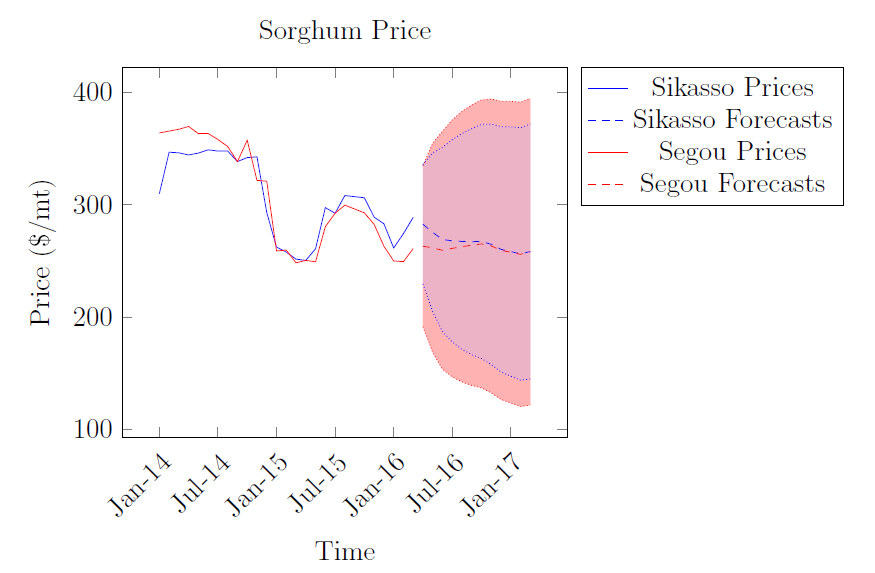 Sorghum Price
400
300
200
100
Price ($/mt)
Jan-14
Jul-14
Jan-15
Jul-15
Jan-16
Jul-16
Jan-17
Time
Sikasso Prices
Sikasso Forecasts
Segou Prices
Segou Forecasts